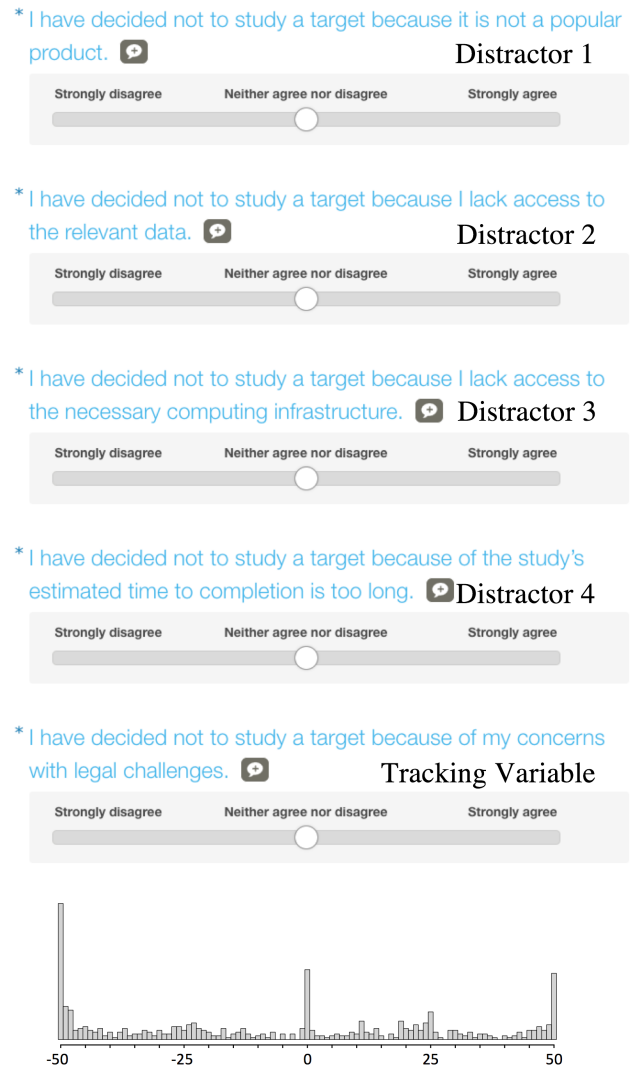 * I have decided not to study a target because it is not a popular
product. Distractor 1
Strongly disagree Neither agree nor disagree Strongly agree
* I have decided not to study a target because I lack access to
the relevant data. Distractor 2
Strongly disagree Neither agree nor disagree Strongly agree
* I have decided not to study a target because I lack access to
the necessary computing infrastructure. Distractor 3
Strongly disagree Neither agree nor disagree Strongly agree
* I have decided not to study a target because of the study’s
estimated time to completion is too long. Distractor 4
Strongly disagree Neither agree nor disagree Strongly agree
* I have decided not to study a target because of my concerns
with legal challenges. Tracking Variable
Strongly disagree Neither agree nor disagree Strongly agree
-50 -25 0 25 50